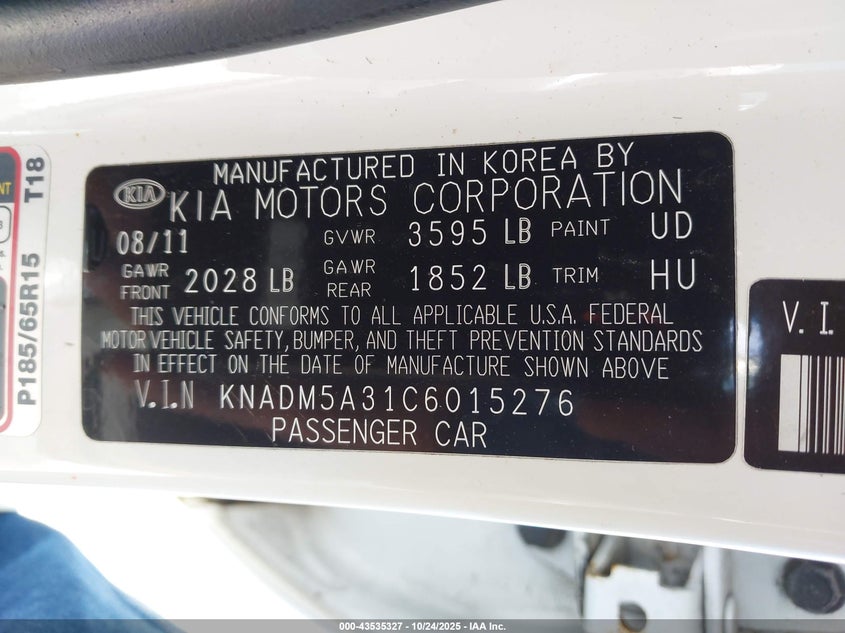 MANUFACTURED IN KOREA BY
KIA
KIA MOTORS CORPORATION
08/11 GVWR 3595 LB PAINT UD
GAWR FRONT 2028 LB GAWR REAR 1852 LB TRIM HU
THIS VEHICLE CONFORMS TO ALL APPLICABLE U.S.A. FEDERAL
MOTOR VEHICLE SAFETY, BUMPER, AND THEFT PREVENTION STANDARDS
IN EFFECT ON THE DATE OF MANUFACTURE SHOWN ABOVE
V.I.N KNADM5A31C6015276
PASSENGER CAR
P185/65R15 T18
V. I.
000-43535327 - 10/24/2025 - IAA Inc.